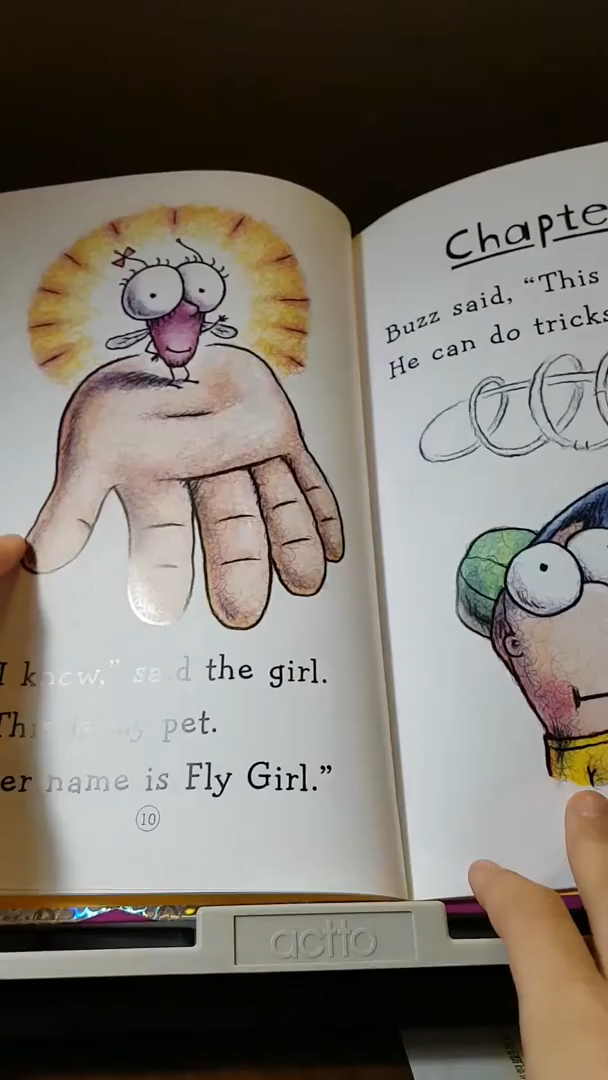 I know," said the girl.
This is my pet.
er name is Fly Girl."
10
Chapte
Buzz said, "This
He can do tricks
actto